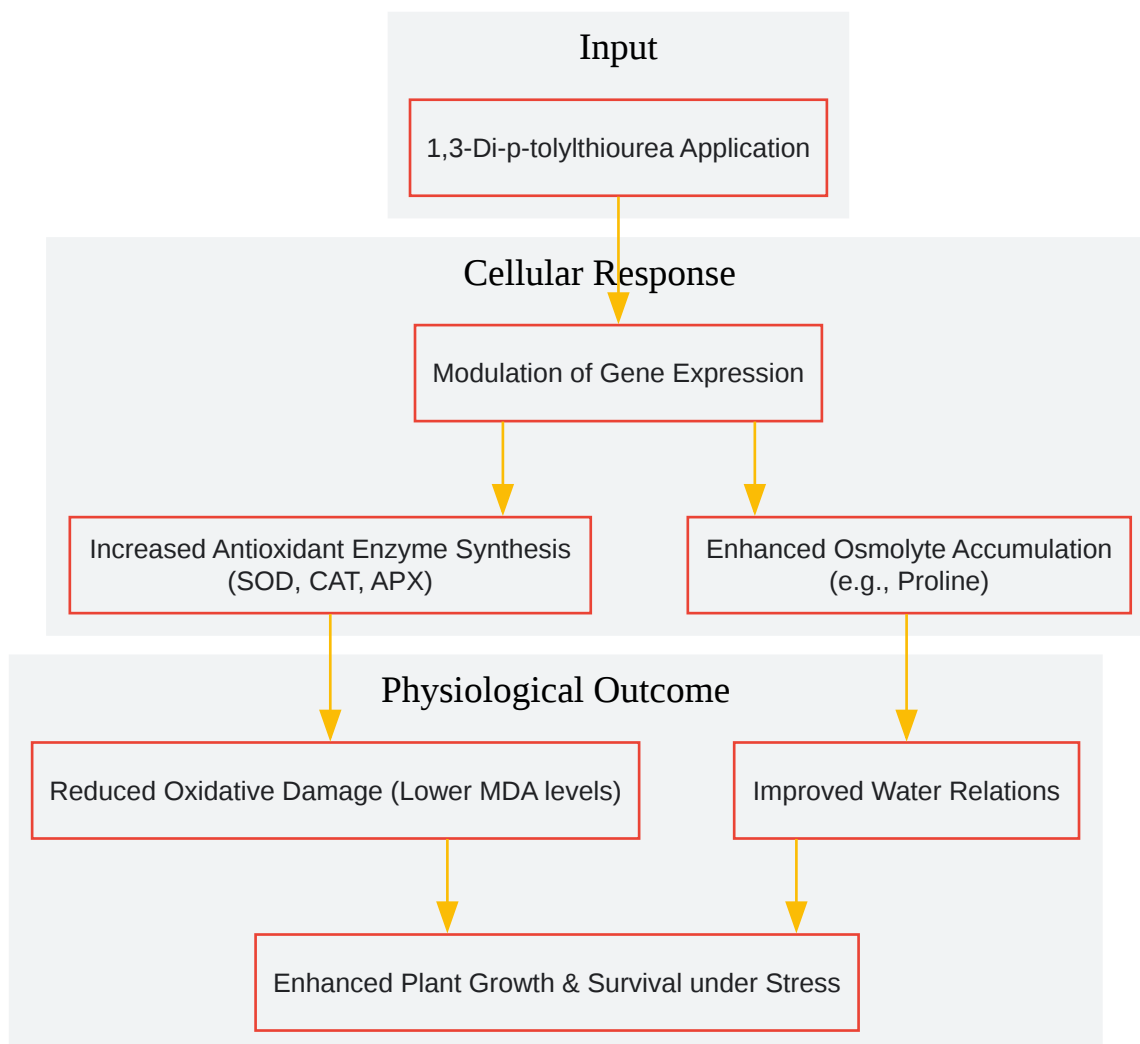 Input
1,3-Di-p-tolylthiourea Application
Cellular Response
Modulation of Gene Expression
Increased Antioxidant Enzyme Synthesis
(SOD, CAT, APX)
Enhanced Osmolyte Accumulation
(e.g., Proline)
Physiological Outcome
Reduced Oxidative Damage (Lower MDA levels)
Improved Water Relations
Enhanced Plant Growth & Survival under Stress